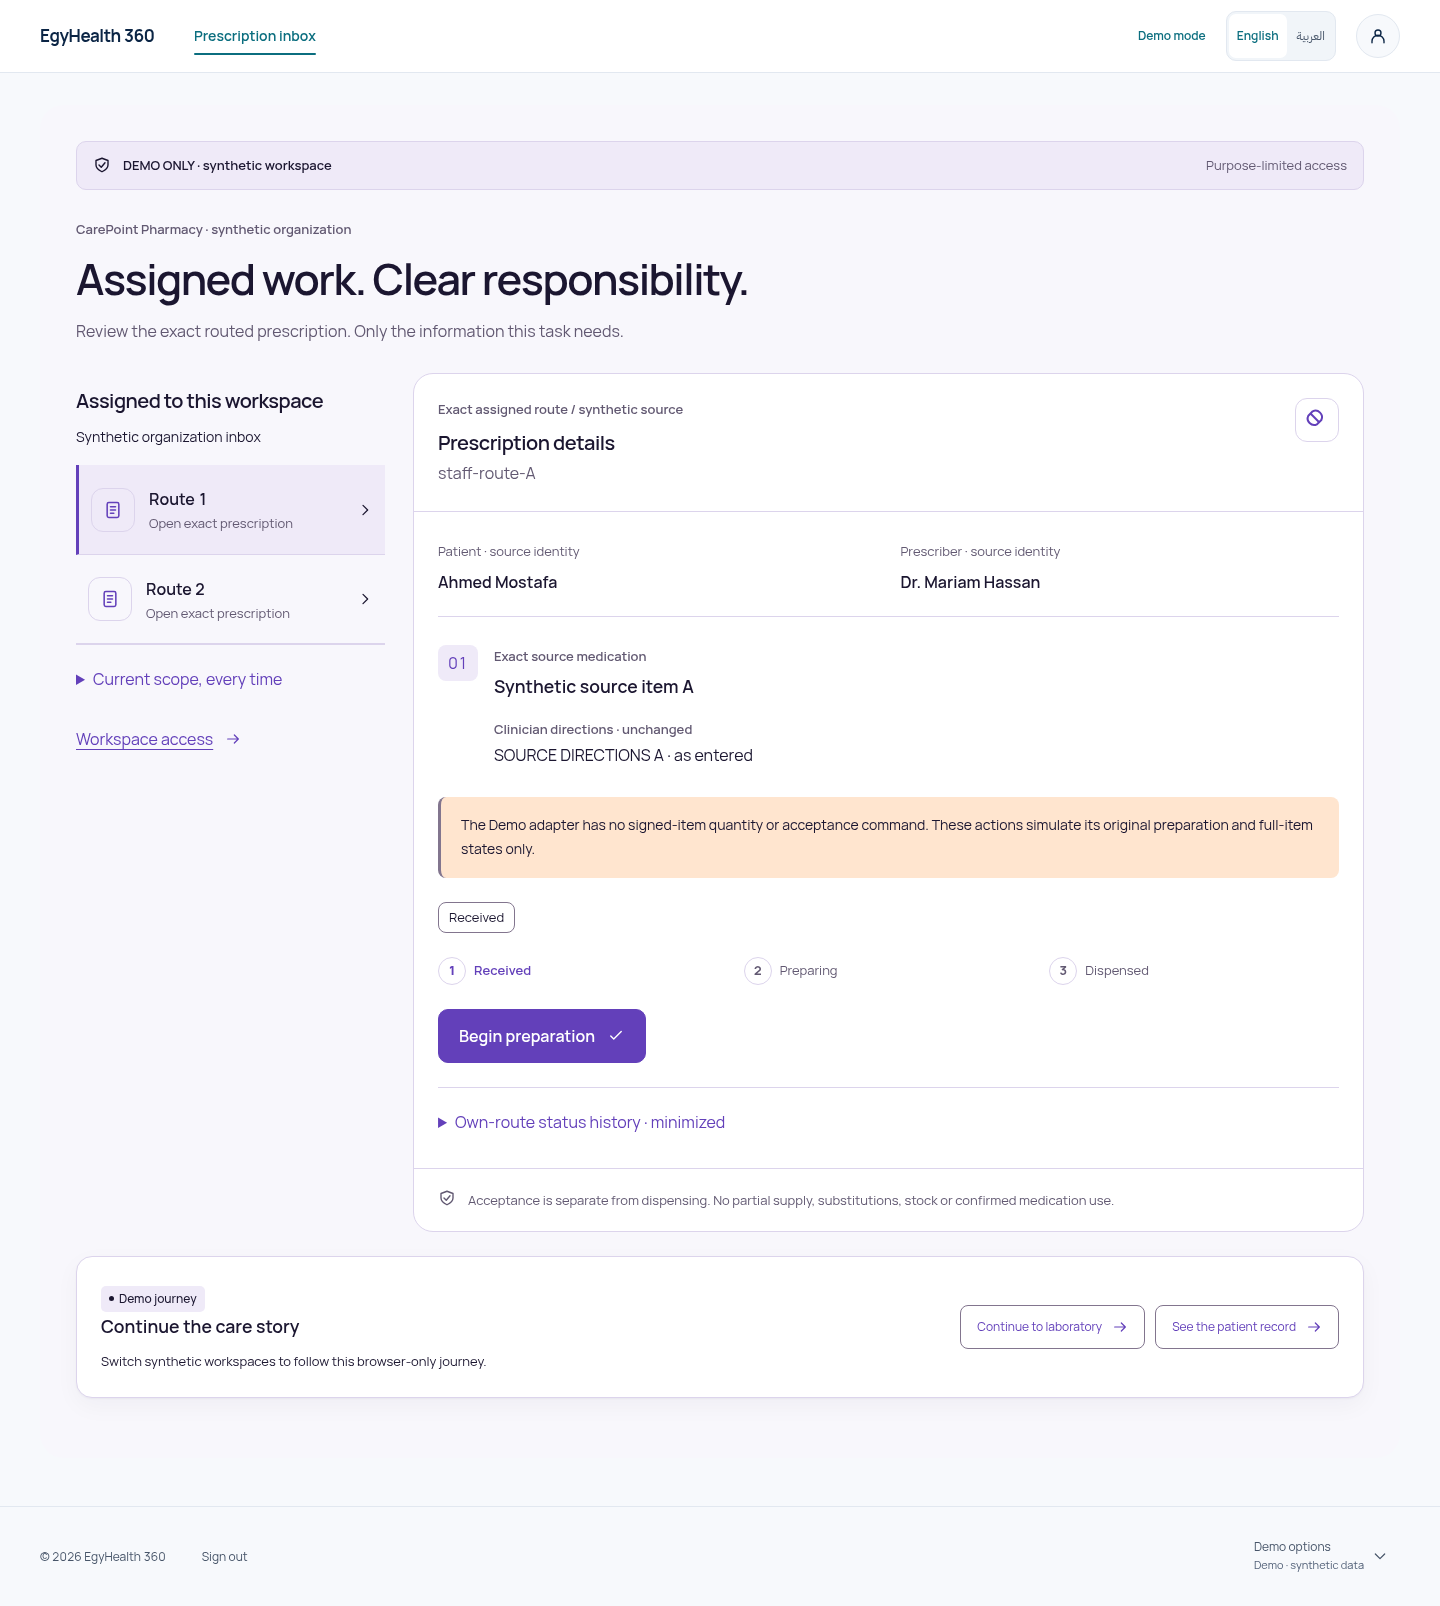 EgyHealth 360
Prescription inbox
Demo mode
English
العربية
DEMO ONLY · synthetic workspace
Purpose-limited access
CarePoint Pharmacy · synthetic organization
Assigned work. Clear responsibility.
Review the exact routed prescription. Only the information this task needs.
Assigned to this workspace
Synthetic organization inbox
Route 1
Open exact prescription
Route 2
Open exact prescription
Current scope, every time
Workspace access
Exact assigned route / synthetic source
Prescription details
staff-route-A
Patient · source identity
Ahmed Mostafa
Prescriber · source identity
Dr. Mariam Hassan
01
Exact source medication
Synthetic source item A
Clinician directions · unchanged
SOURCE DIRECTIONS A · as entered
The Demo adapter has no signed-item quantity or acceptance command. These actions simulate its original preparation and full-item
states only.
Received
1 Received
2 Preparing
3 Dispensed
Begin preparation
Own-route status history · minimized
Acceptance is separate from dispensing. No partial supply, substitutions, stock or confirmed medication use.
Demo journey
Continue the care story
Switch synthetic workspaces to follow this browser-only journey.
Continue to laboratory
See the patient record
© 2026 EgyHealth 360
Sign out
Demo options
Demo · synthetic data